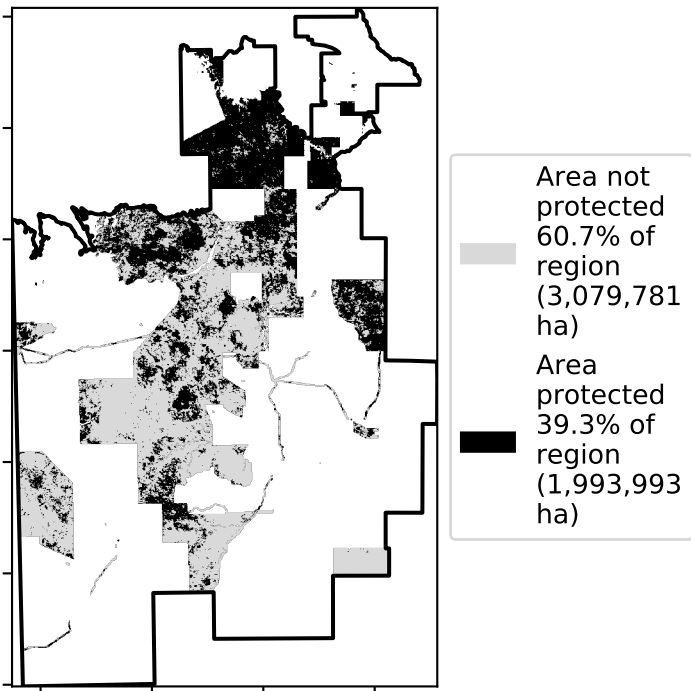 Area not
protected
60.7% of
region
(3,079,781
ha)
Area
protected
39.3% of
region
(1,993,993
ha)